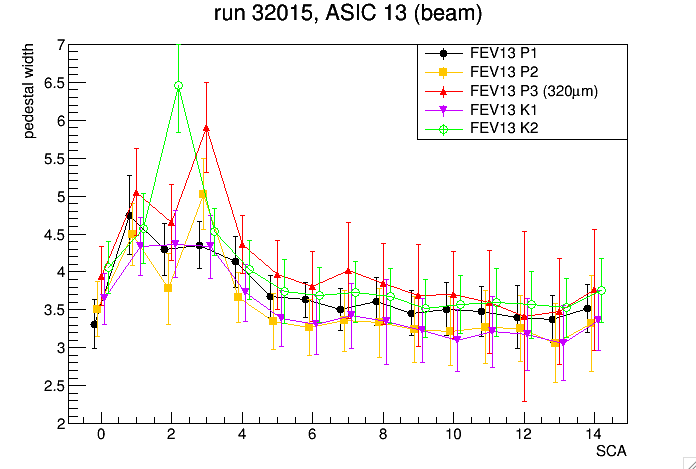 run 32015, ASIC 13 (beam)
pedestal width
7
6.5
6
5.5
5
4.5
4
3.5
3
2.5
2
FEV13 P1
FEV13 P2
FEV13 P3 (320μm)
FEV13 K1
FEV13 K2
0 2 4 6 8 10 12 14
SCA